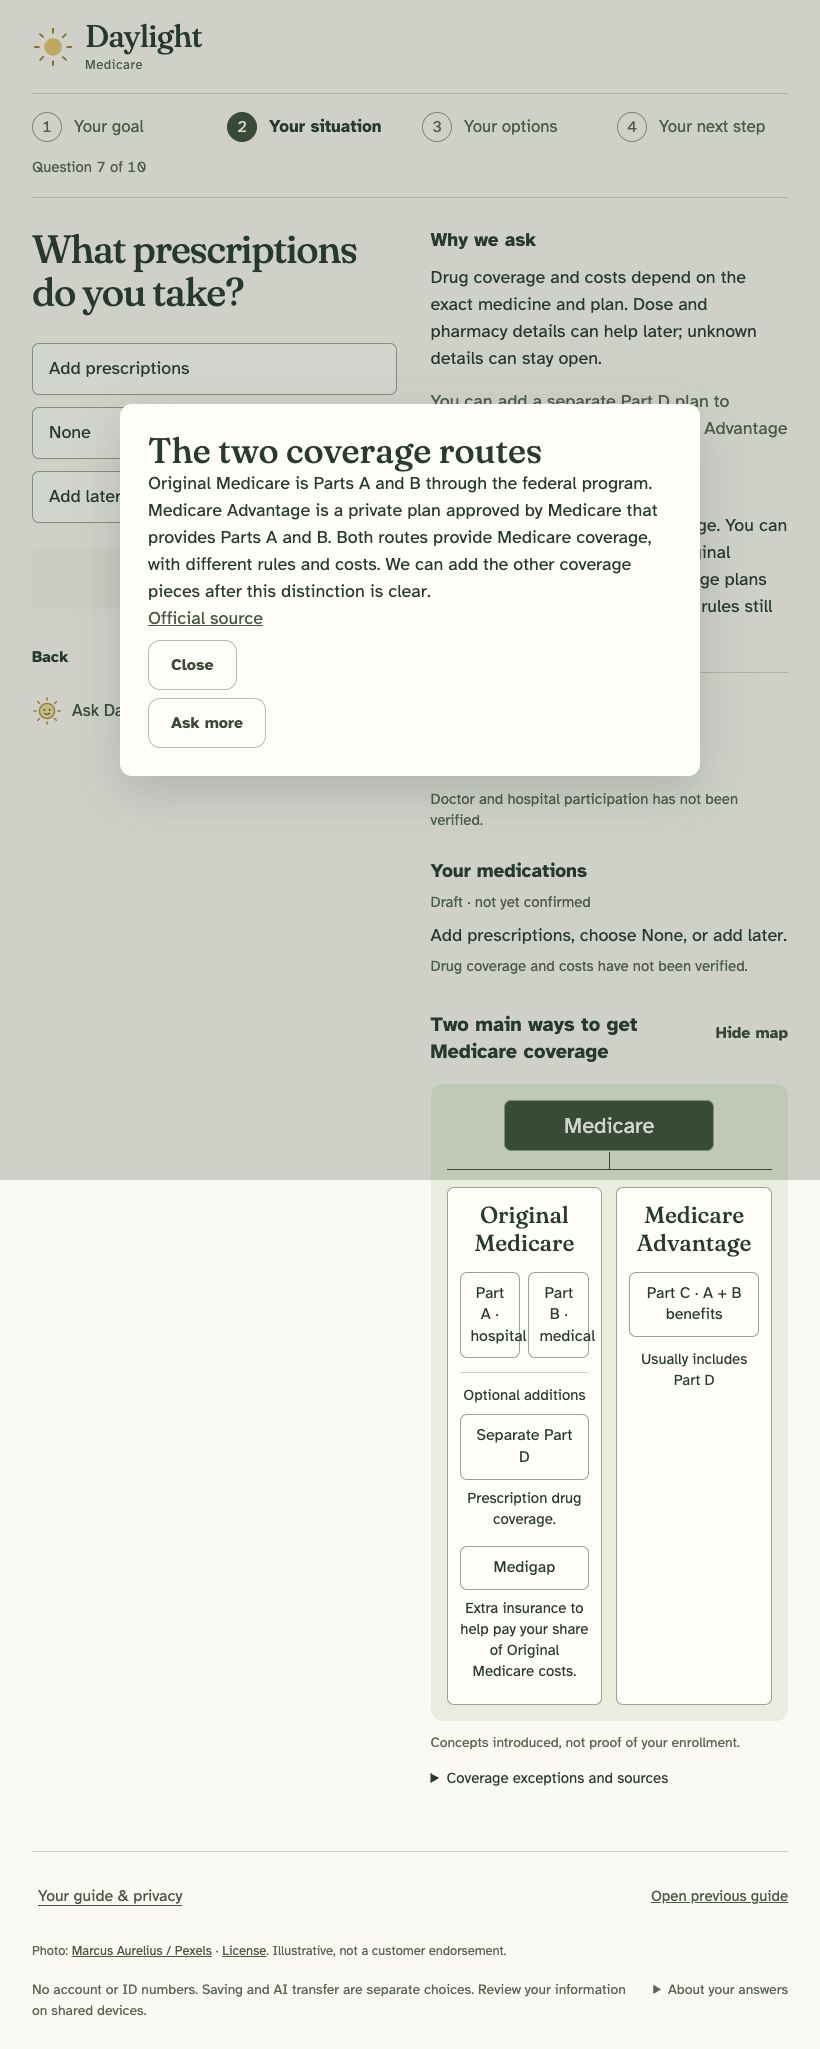 Daylight
Medicare
1 Your goal
2 Your situation
3 Your options
4 Your next step
Question 7 of 10
What prescriptions
do you take?
Add prescriptions
None
Add later
Back
Ask Da
Why we ask
Drug coverage and costs depend on the
exact medicine and plan. Dose and
pharmacy details can help later; unknown
details can stay open.
You can add a separate Part D plan to
Advantage
ge. You can
ginal
ge plans
rules still
The two coverage routes
Original Medicare is Parts A and B through the federal program.
Medicare Advantage is a private plan approved by Medicare that
provides Parts A and B. Both routes provide Medicare coverage,
with different rules and costs. We can add the other coverage
pieces after this distinction is clear.
Official source
Close
Ask more
Doctor and hospital participation has not been
verified.
Your medications
Draft · not yet confirmed
Add prescriptions, choose None, or add later.
Drug coverage and costs have not been verified.
Two main ways to get
Medicare coverage
Hide map
Medicare
Original
Medicare
Part
A ·
hospital
Part
B ·
medical
Optional additions
Separate Part
D
Prescription drug
coverage.
Medigap
Extra insurance to
help pay your share
of Original
Medicare costs.
Medicare
Advantage
Part C · A + B
benefits
Usually includes
Part D
Concepts introduced, not proof of your enrollment.
Coverage exceptions and sources
Your guide & privacy
Open previous guide
Photo: Marcus Aurelius / Pexels · License. Illustrative, not a customer endorsement.
No account or ID numbers. Saving and AI transfer are separate choices. Review your information
on shared devices.
About your answers